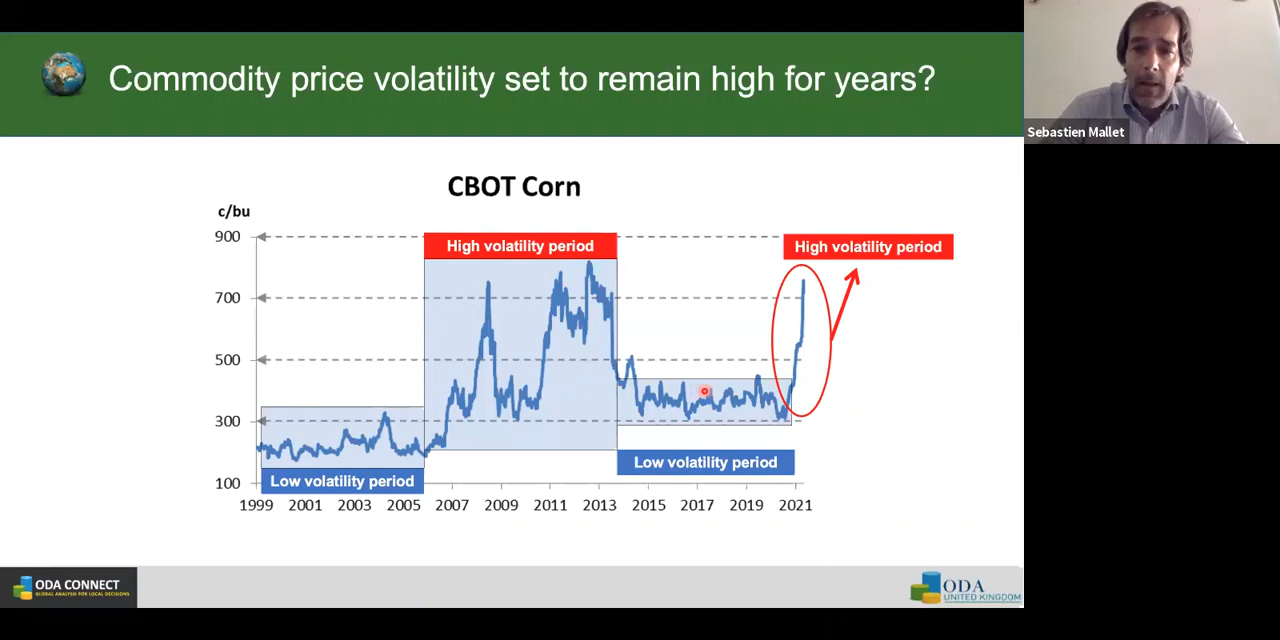 Commodity price volatility set to remain high for years?
Sebastien Mallet
CBOT Corn
c/bu
900
700
500
300
100
High volatility period
High volatility period
Low volatility period
Low volatility period
1999 2001 2003 2005 2007 2009 2011 2013 2015 2017 2019 2021
ODA CONNECT
GLOBAL ANALYSIS FOR LOCAL DECISIONS
ODA
UNITED KINGDOM